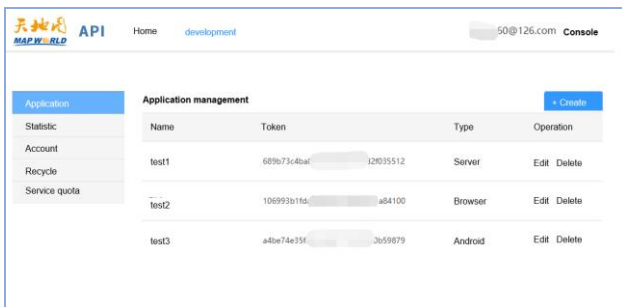 天地图
MAP WORLD
API
Home
development
60@126.com
Console
Application
Statistic
Account
Recycle
Service quota
Application management
+ Create
Name Token Type Operation
test1 689b73c4ba 2f035512 Server Edit Delete
test2 106993b1fd a84100 Browser Edit Delete
test3 a4be74e35f 0b59879 Android Edit Delete